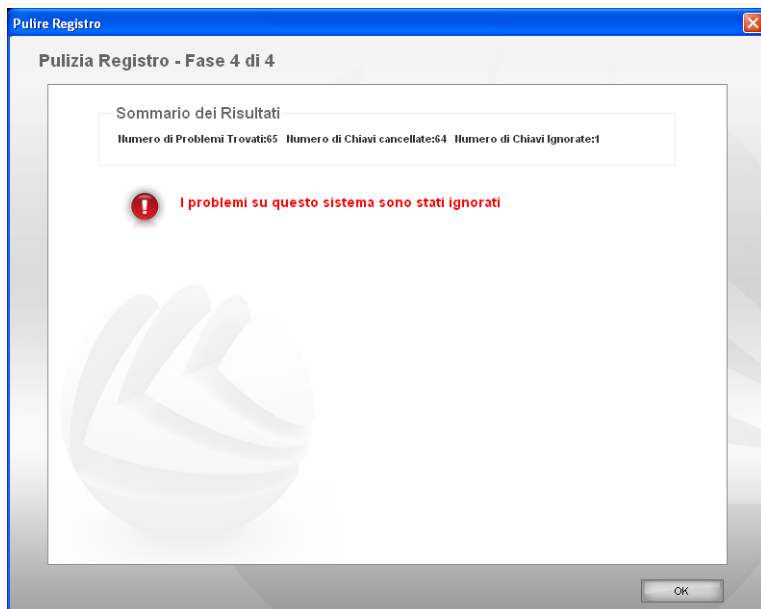 Pulire Registro
Pulizia Registro - Fase 4 di 4
Sommario dei Risultati
Numero di Problemi Trovati:65 Numero di Chiavi cancellate:64 Numero di Chiavi Ignorate:1
I problemi su questo sistema sono stati ignorati
OK